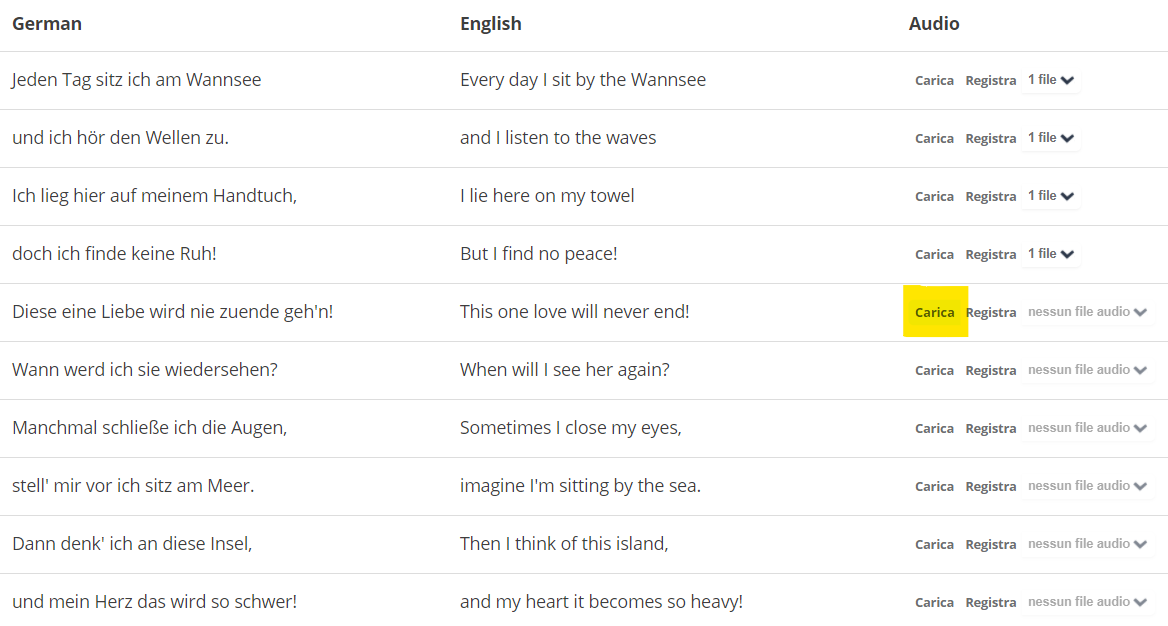 German English Audio
Jeden Tag sitz ich am Wannsee Every day I sit by the Wannsee Carica Registra 1 file
und ich hör den Wellen zu. and I listen to the waves Carica Registra 1 file
Ich lieg hier auf meinem Handtuch, I lie here on my towel Carica Registra 1 file
doch ich finde keine Ruh! But I find no peace! Carica Registra 1 file
Diese eine Liebe wird nie zuende geh'n! This one love will never end! Carica Registra nessun file audio
Wann werd ich sie wiedersehen? When will I see her again? Carica Registra nessun file audio
Manchmal schließe ich die Augen, Sometimes I close my eyes, Carica Registra nessun file audio
stell' mir vor ich sitz am Meer. imagine I'm sitting by the sea. Carica Registra nessun file audio
Dann denk' ich an diese Insel, Then I think of this island, Carica Registra nessun file audio
und mein Herz das wird so schwer! and my heart it becomes so heavy! Carica Registra nessun file audio